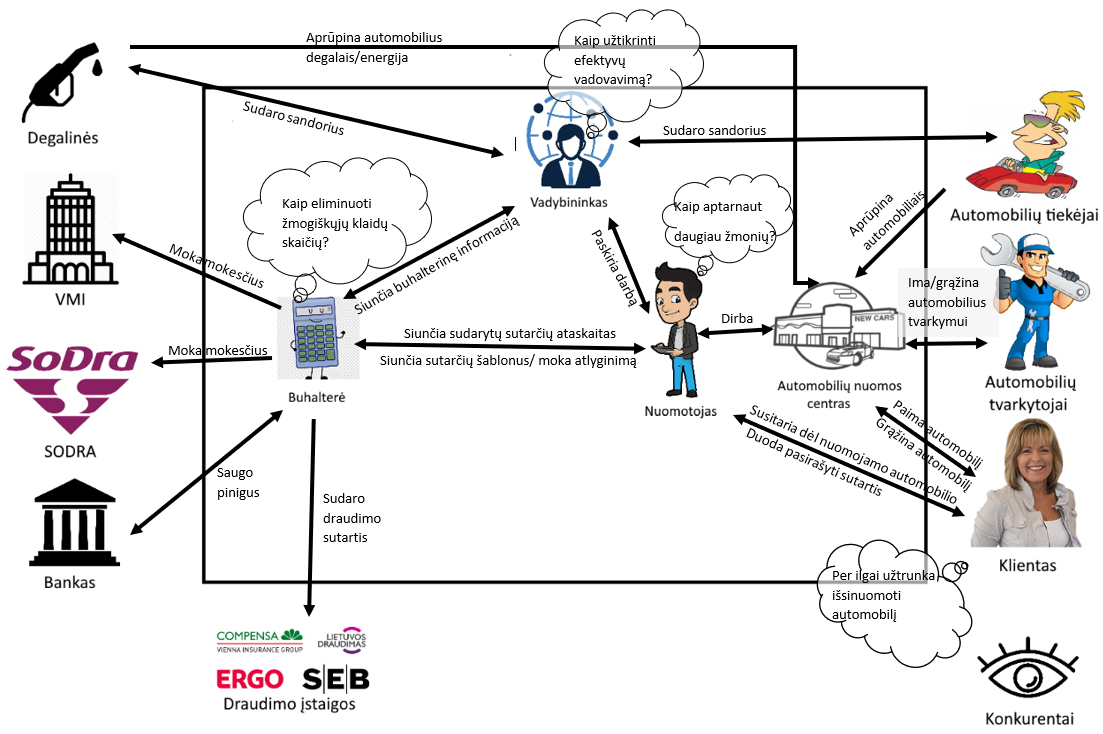 Aprūpina automobilius
degalais/energija
Kaip užtikrinti
efektyvų
vadovavimą?
Degalinės
Sudaro sandorius
Sudaro sandorius
Vadybininkas
Automobilių tiekėjai
Kaip eliminuoti
žmogiškųjų klaidų
skaičių?
Kaip aptarnaut
daugiau žmonių?
Aprūpina
automobiliais
VMI
Moka mokesčius
Siunčia buhalterinę informaciją
Paskiria darbą
Ima/grąžina
automobilius
tvarkymui
NEW CARS
Dirba
SoDra
SODRA
Moka mokesčius
Siunčia sudarytų sutarčių ataskaitas
Siunčia sutarčių šablonus/ moka atlyginimą
Buhalterė
Nuomotojas
Automobilių nuomos
centras
Automobilių
tvarkytojai
Paima automobilį
Grąžina automobilį
Susitaria dėl nuomojamo automobilio
Duoda pasirašyti sutartis
Saugo
pinigus
Sudaro
draudimo
sutartis
Bankas
Klientas
Per ilgai užtrunka
išsinuomoti
automobilį
COMPENSA
VIENNA INSURANCE GROUP
LIETUVOS
DRAUDIMAS
ERGO
SEB
Draudimo įstaigos
Konkurentai